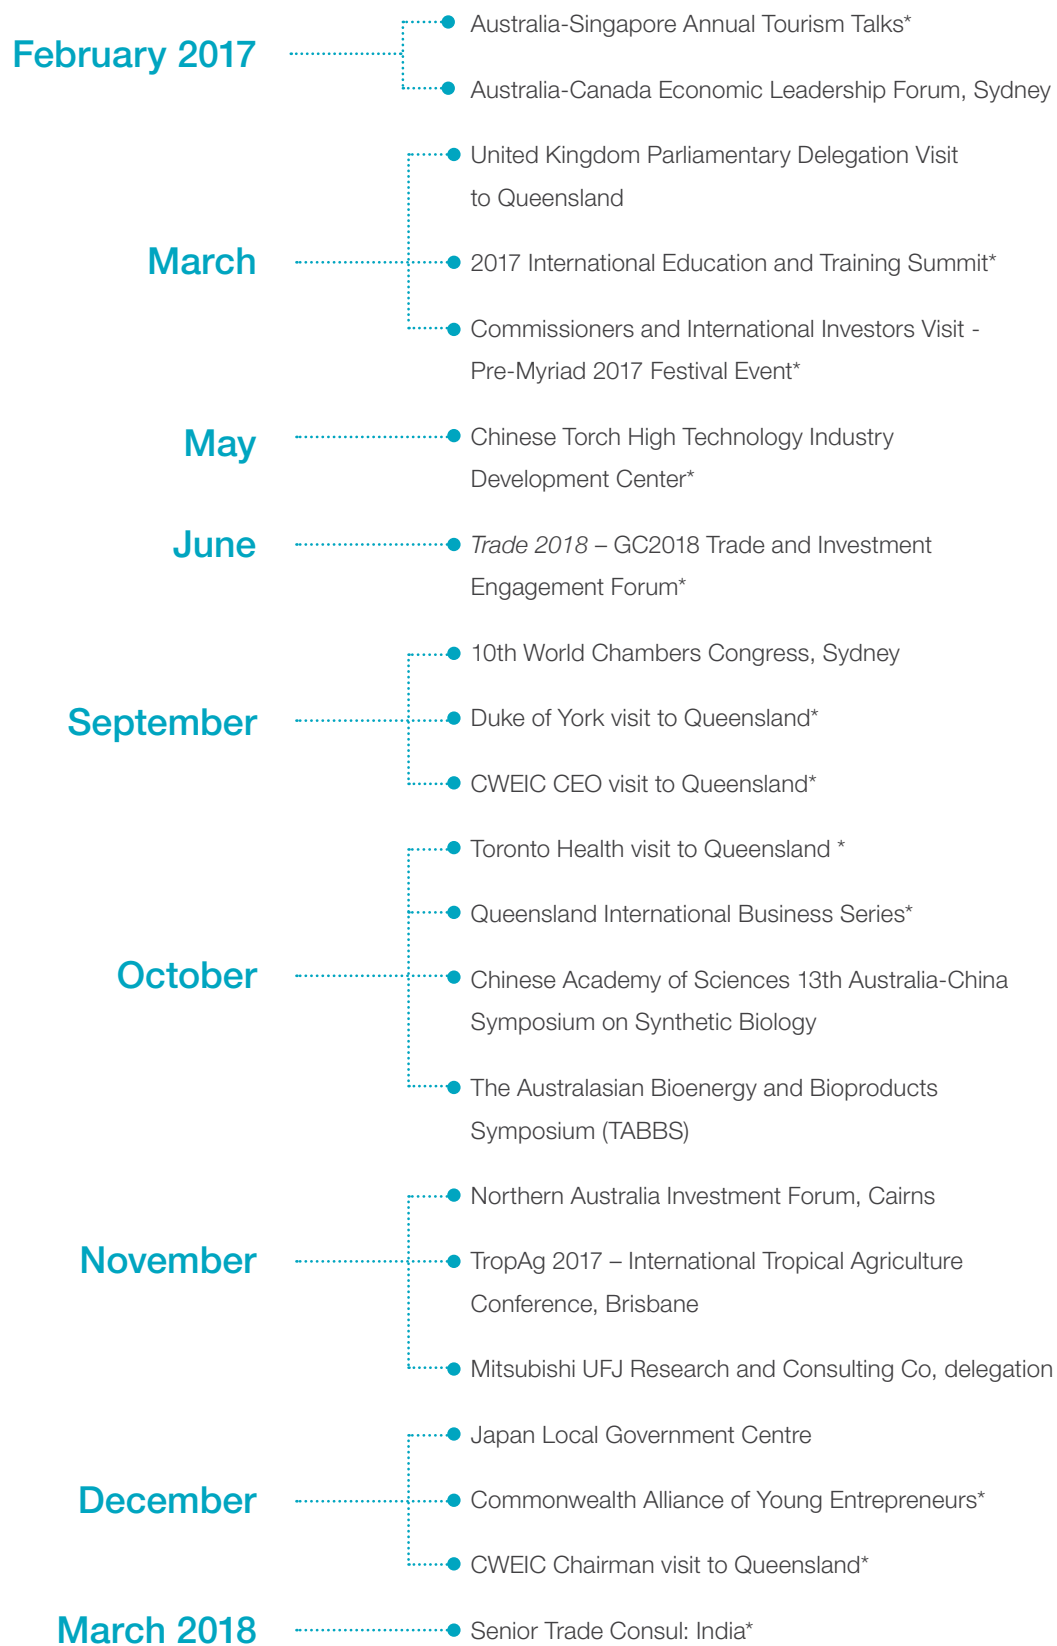 February 2017
Australia-Singapore Annual Tourism Talks*
Australia-Canada Economic Leadership Forum, Sydney
March
United Kingdom Parliamentary Delegation Visit
to Queensland
2017 International Education and Training Summit*
Commissioners and International Investors Visit -
Pre-Myriad 2017 Festival Event*
May
Chinese Torch High Technology Industry
Development Center*
June
Trade 2018 – GC2018 Trade and Investment
Engagement Forum*
September
10th World Chambers Congress, Sydney
Duke of York visit to Queensland*
CWEIC CEO visit to Queensland*
October
Toronto Health visit to Queensland *
Queensland International Business Series*
Chinese Academy of Sciences 13th Australia-China
Symposium on Synthetic Biology
The Australasian Bioenergy and Bioproducts
Symposium (TABBS)
November
Northern Australia Investment Forum, Cairns
TropAg 2017 – International Tropical Agriculture
Conference, Brisbane
Mitsubishi UFJ Research and Consulting Co, delegation
December
Japan Local Government Centre
Commonwealth Alliance of Young Entrepreneurs*
CWEIC Chairman visit to Queensland*
March 2018
Senior Trade Consul: India*